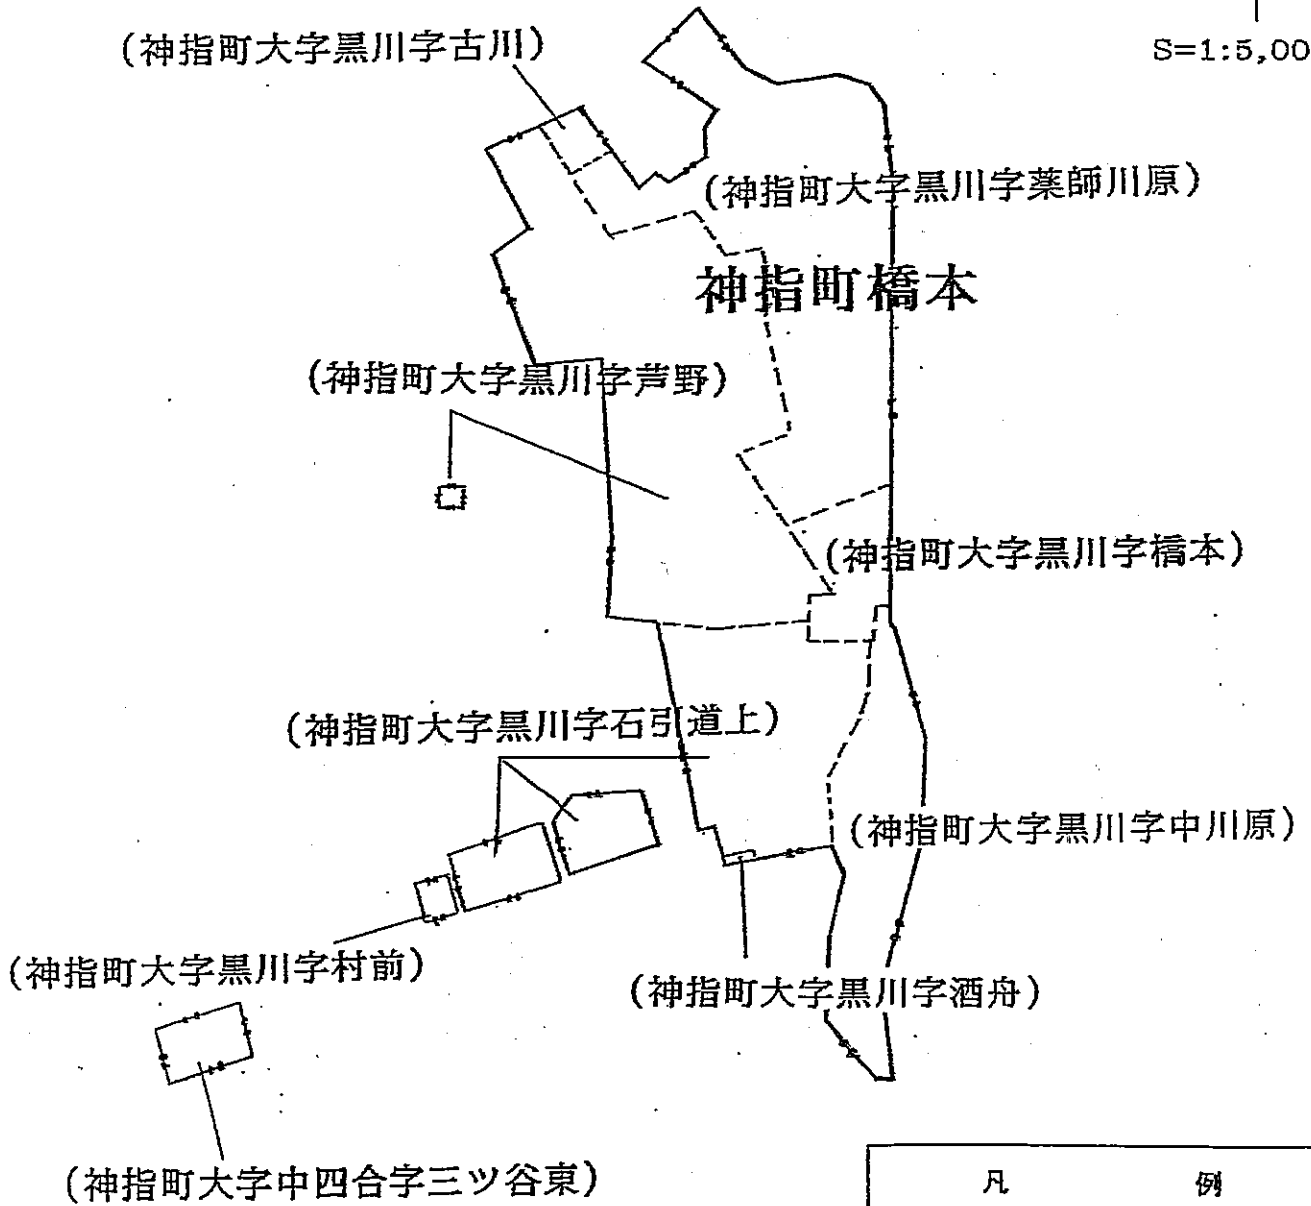 (神指町大字黒川字古川)
S=1:5,00
(神指町大字黒川字薬師川原)
神指町橋本
(神指町大字黒川字芦野)
(神指町大字黒川字橋本)
(神指町大字黒川字石引道上)
(神指町大字黒川字中川原)
(神指町大字黒川字村前)
(神指町大字黒川字酒舟)
(神指町大字中四合字三ツ谷東)
凡 例